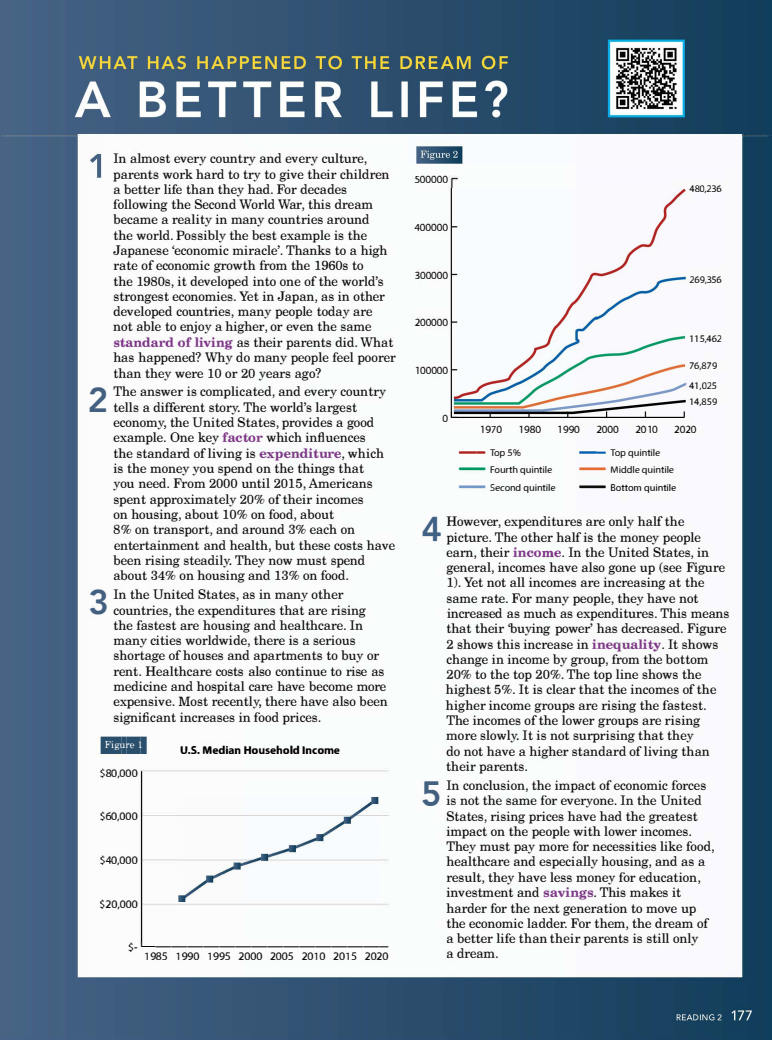 WHAT HAS HAPPENED TO THE DREAM OF
A BETTER LIFE?
1 In almost every country and every culture,
parents work hard to try to give their children
a better life than they had. For decades
following the Second World War, this dream
became a reality in many countries around
the world. Possibly the best example is the
Japanese ‘economic miracle’. Thanks to a high
rate of economic growth from the 1960s to
the 1980s, it developed into one of the world’s
strongest economies. Yet in Japan, as in other
developed countries, many people today are
not able to enjoy a higher, or even the same
standard of living as their parents did. What
has happened? Why do many people feel poorer
than they were 10 or 20 years ago?
2 The answer is complicated, and every country
tells a different story. The world’s largest
economy, the United States, provides a good
example. One key factor which influences
the standard of living is expenditure, which
is the money you spend on the things that
you need. From 2000 until 2015, Americans
spent approximately 20% of their incomes
on housing, about 10% on food, about
8% on transport, and around 3% each on
entertainment and health, but these costs have
been rising steadily. They now must spend
about 34% on housing and 13% on food.
3 In the United States, as in many other
countries, the expenditures that are rising
the fastest are housing and healthcare. In
many cities worldwide, there is a serious
shortage of houses and apartments to buy or
rent. Healthcare costs also continue to rise as
medicine and hospital care have become more
expensive. Most recently, there have also been
significant increases in food prices.
Figure 1
U.S. Median Household Income
$80,000
$60,000
$40,000
$20,000
$-
1985 1990 1995 2000 2005 2010 2015 2020
Figure 2
500000
480,236
400000
300000
269,356
200000
115,462
100000
76,879
41,025
14,859
0
1970 1980 1990 2000 2010 2020
Top 5% Top quintile
Fourth quintile Middle quintile
Second quintile Bottom quintile
4 However, expenditures are only half the
picture. The other half is the money people
earn, their income. In the United States, in
general, incomes have also gone up (see Figure
1). Yet not all incomes are increasing at the
same rate. For many people, they have not
increased as much as expenditures. This means
that their ‘buying power’ has decreased. Figure
2 shows this increase in inequality. It shows
change in income by group, from the bottom
20% to the top 20%. The top line shows the
highest 5%. It is clear that the incomes of the
higher income groups are rising the fastest.
The incomes of the lower groups are rising
more slowly. It is not surprising that they
do not have a higher standard of living than
their parents.
5 In conclusion, the impact of economic forces
is not the same for everyone. In the United
States, rising prices have had the greatest
impact on the people with lower incomes.
They must pay more for necessities like food,
healthcare and especially housing, and as a
result, they have less money for education,
investment and savings. This makes it
harder for the next generation to move up
the economic ladder. For them, the dream of
a better life than their parents is still only
a dream.
READING 2 177